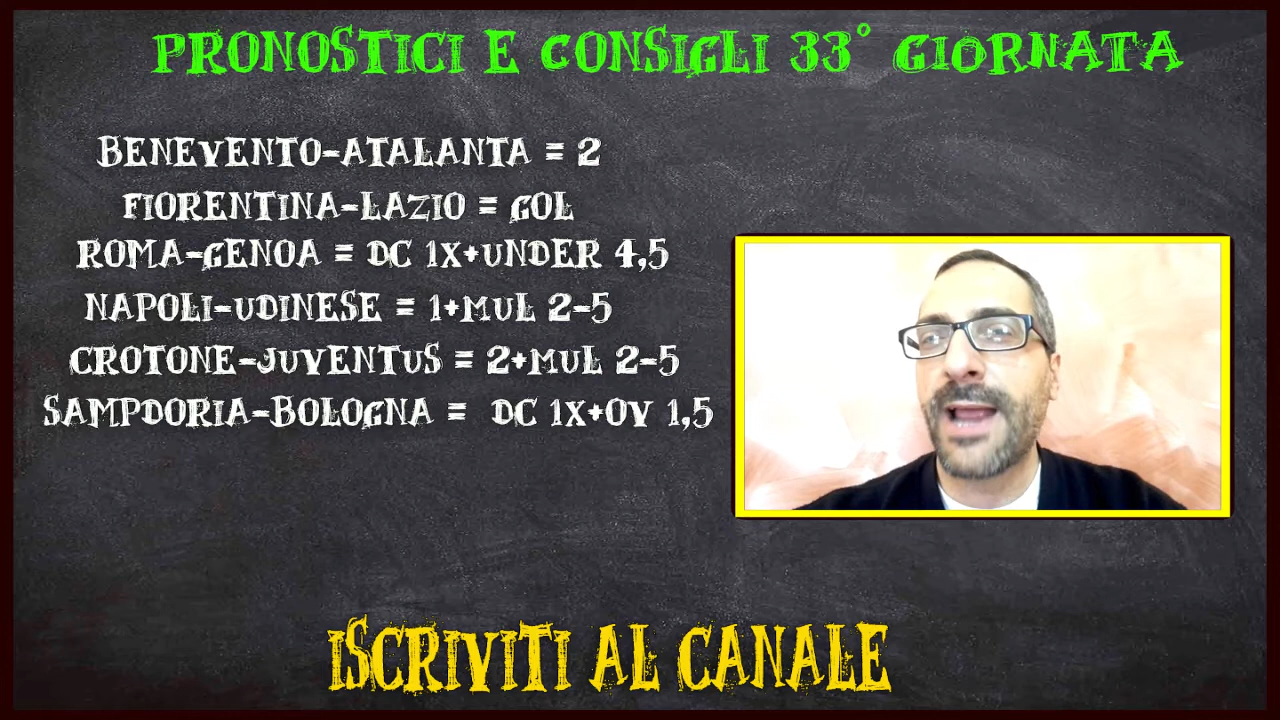 PRONOSTICI E CONSIGLI 33° GIORNATA
BENEVENTO-ATALANTA = 2
FIORENTINA-LAZIO = GOL
ROMA-GENOA = DC 1X+UNDER 4,5
NAPOLI-UDINESE = 1+MUL 2-5
CROTONE-JUVENTUS = 2+MUL 2-5
SAMPDORIA-BOLOGNA = DC 1X+OV 1,5
ISCRIVITI AL CANALE